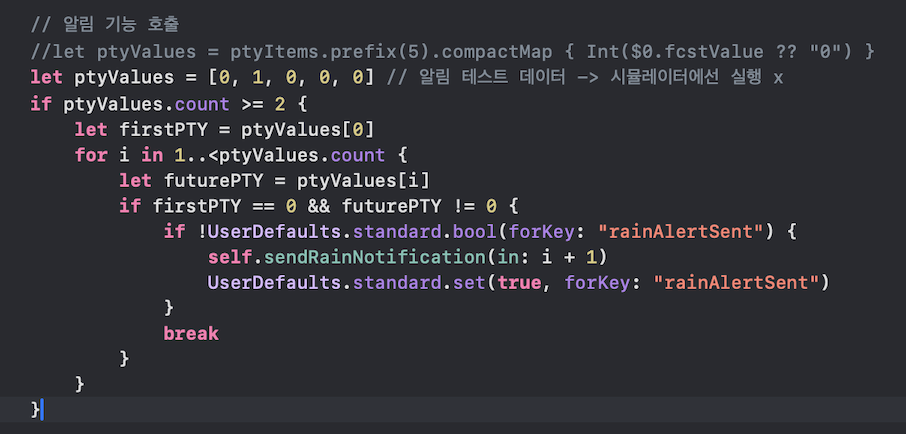 // 알림 기능 호출
//let ptyValues = ptyItems.prefix(5).compactMap { Int($0.fcstValue ?? "0") }
let ptyValues = [0, 1, 0, 0, 0] // 알림 테스트 데이터 -> 시뮬레이터에선 실행 x
if ptyValues.count >= 2 {
    let firstPTY = ptyValues[0]
    for i in 1..<ptyValues.count {
        let futurePTY = ptyValues[i]
        if firstPTY == 0 && futurePTY != 0 {
            if !UserDefaults.standard.bool(forKey: "rainAlertSent") {
                self.sendRainNotification(in: i + 1)
                UserDefaults.standard.set(true, forKey: "rainAlertSent")
            }
            break
        }
    }
}